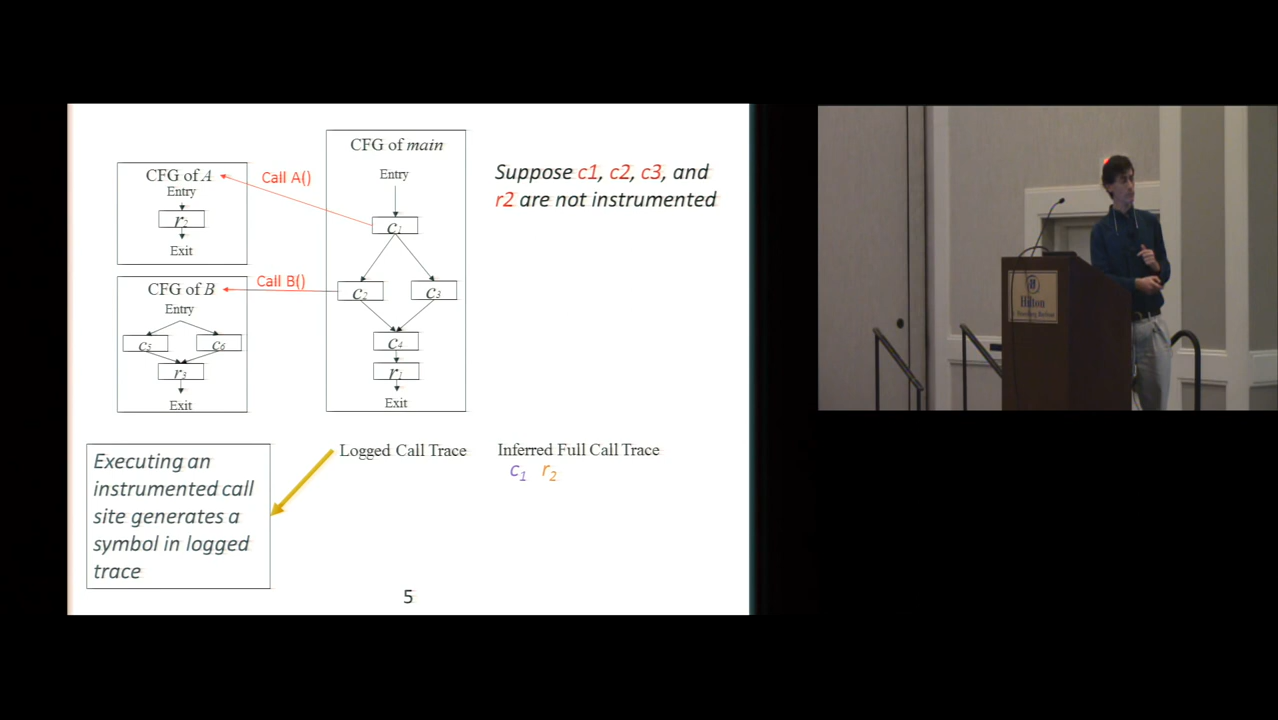 CFG of main
Entry
c1
c2
c3
c4
r1
Exit
Call A()
Call B()
CFG of A
Entry
r2
Exit
CFG of B
Entry
c5
c6
r3
Exit
Suppose c1, c2, c3, and
r2 are not instrumented
Logged Call Trace
Inferred Full Call Trace
c1 r2
Executing an
instrumented call
site generates a
symbol in logged
trace
5
Hilton